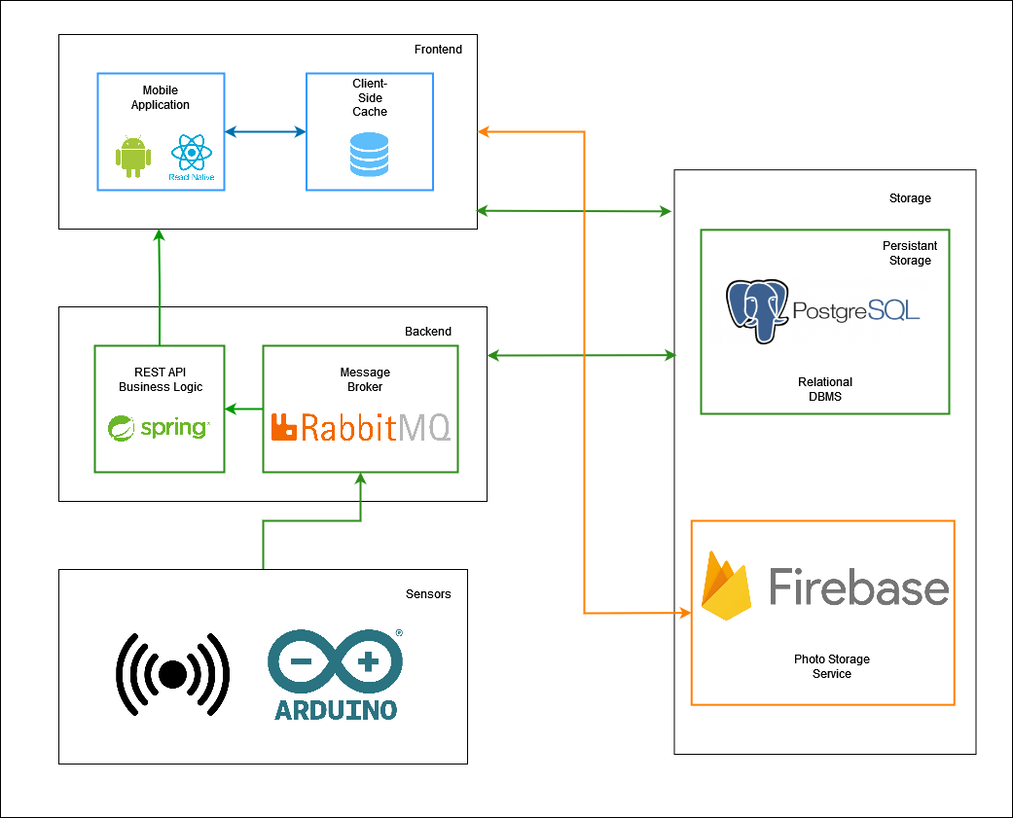 Frontend
Mobile
Application
React Native
Client-
Side
Cache
Storage
Persistant
Storage
PostgreSQL
Relational
DBMS
Backend
REST API
Business Logic
spring
Message
Broker
RabbitMQ
Firebase
Photo Storage
Service
Sensors
ARDUINO
®